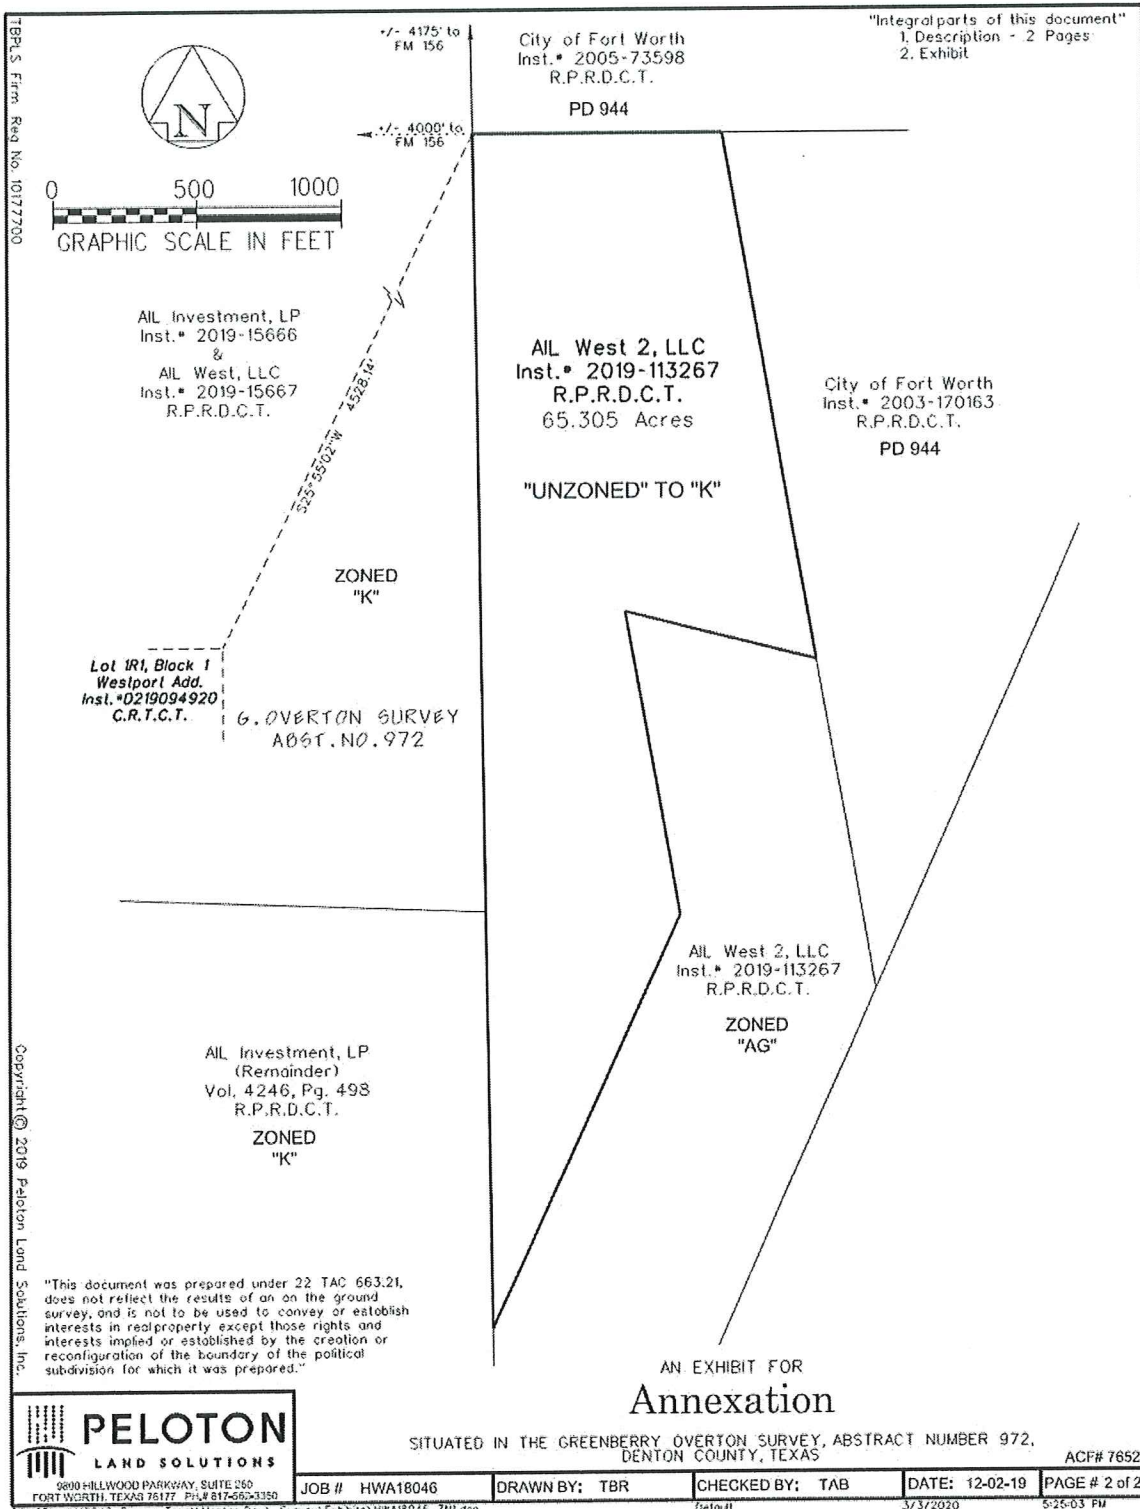 TBPLS Firm Reg No. 10177700
+/- 4175' to
FM 156
City of Fort Worth
Inst.# 2005-73598
R.P.R.D.C.T.
PD 944
"Integral parts of this document"
1. Description - 2 Pages
2. Exhibit
+/- 4000' to
FM 156
N
0 500 1000
GRAPHIC SCALE IN FEET
AIL Investment, LP
Inst.# 2019-15666
&
AIL West, LLC
Inst.# 2019-15667
R.P.R.D.C.T.
S25°55'02"W 4528.14'
AIL West 2, LLC
Inst.# 2019-113267
R.P.R.D.C.T.
65.305 Acres
"UNZONED" TO "K"
City of Fort Worth
Inst.# 2003-170163
R.P.R.D.C.T.
PD 944
ZONED
"K"
Lot 1R1, Block 1
Westport Add.
Inst.#D219094920
C.R.T.C.T.
G. OVERTON SURVEY
ABST. NO. 972
AIL West 2, LLC
Inst.# 2019-113267
R.P.R.D.C.T.
ZONED
"AG"
AIL Investment, LP
(Remainder)
Vol. 4246, Pg. 498
R.P.R.D.C.T.
ZONED
"K"
Copyright © 2019 Peloton Land Solutions, Inc.
"This document was prepared under 22 TAC 663.21,
does not reflect the results of an on the ground
survey, and is not to be used to convey or establish
interests in real property except those rights and
interests implied or established by the creation or
reconfiguration of the boundary of the political
subdivision for which it was prepared."
AN EXHIBIT FOR
Annexation
SITUATED IN THE GREENBERRY OVERTON SURVEY, ABSTRACT NUMBER 972,
DENTON COUNTY, TEXAS
ACF# 7652
PELOTON
LAND SOLUTIONS
9800 HILLWOOD PARKWAY, SUITE 250
FORT WORTH, TEXAS 76177 PH.# 817-562-3350
JOB # HWA18046
DRAWN BY: TBR
CHECKED BY: TAB
DATE: 12-02-19
PAGE # 2 of 2
3/3/2020
5:25:03 PM